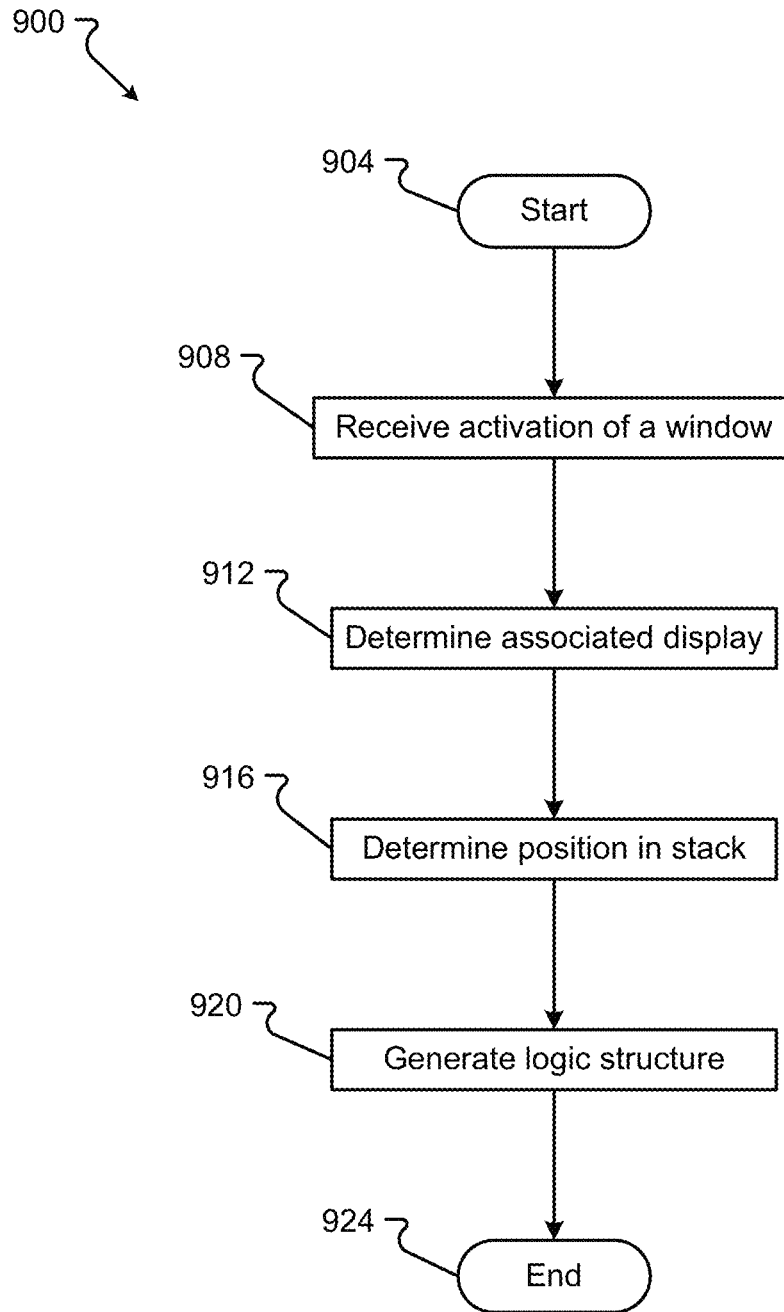 900
904
Start
908
Receive activation of a window
912
Determine associated display
916
Determine position in stack
920
Generate logic structure
924
End